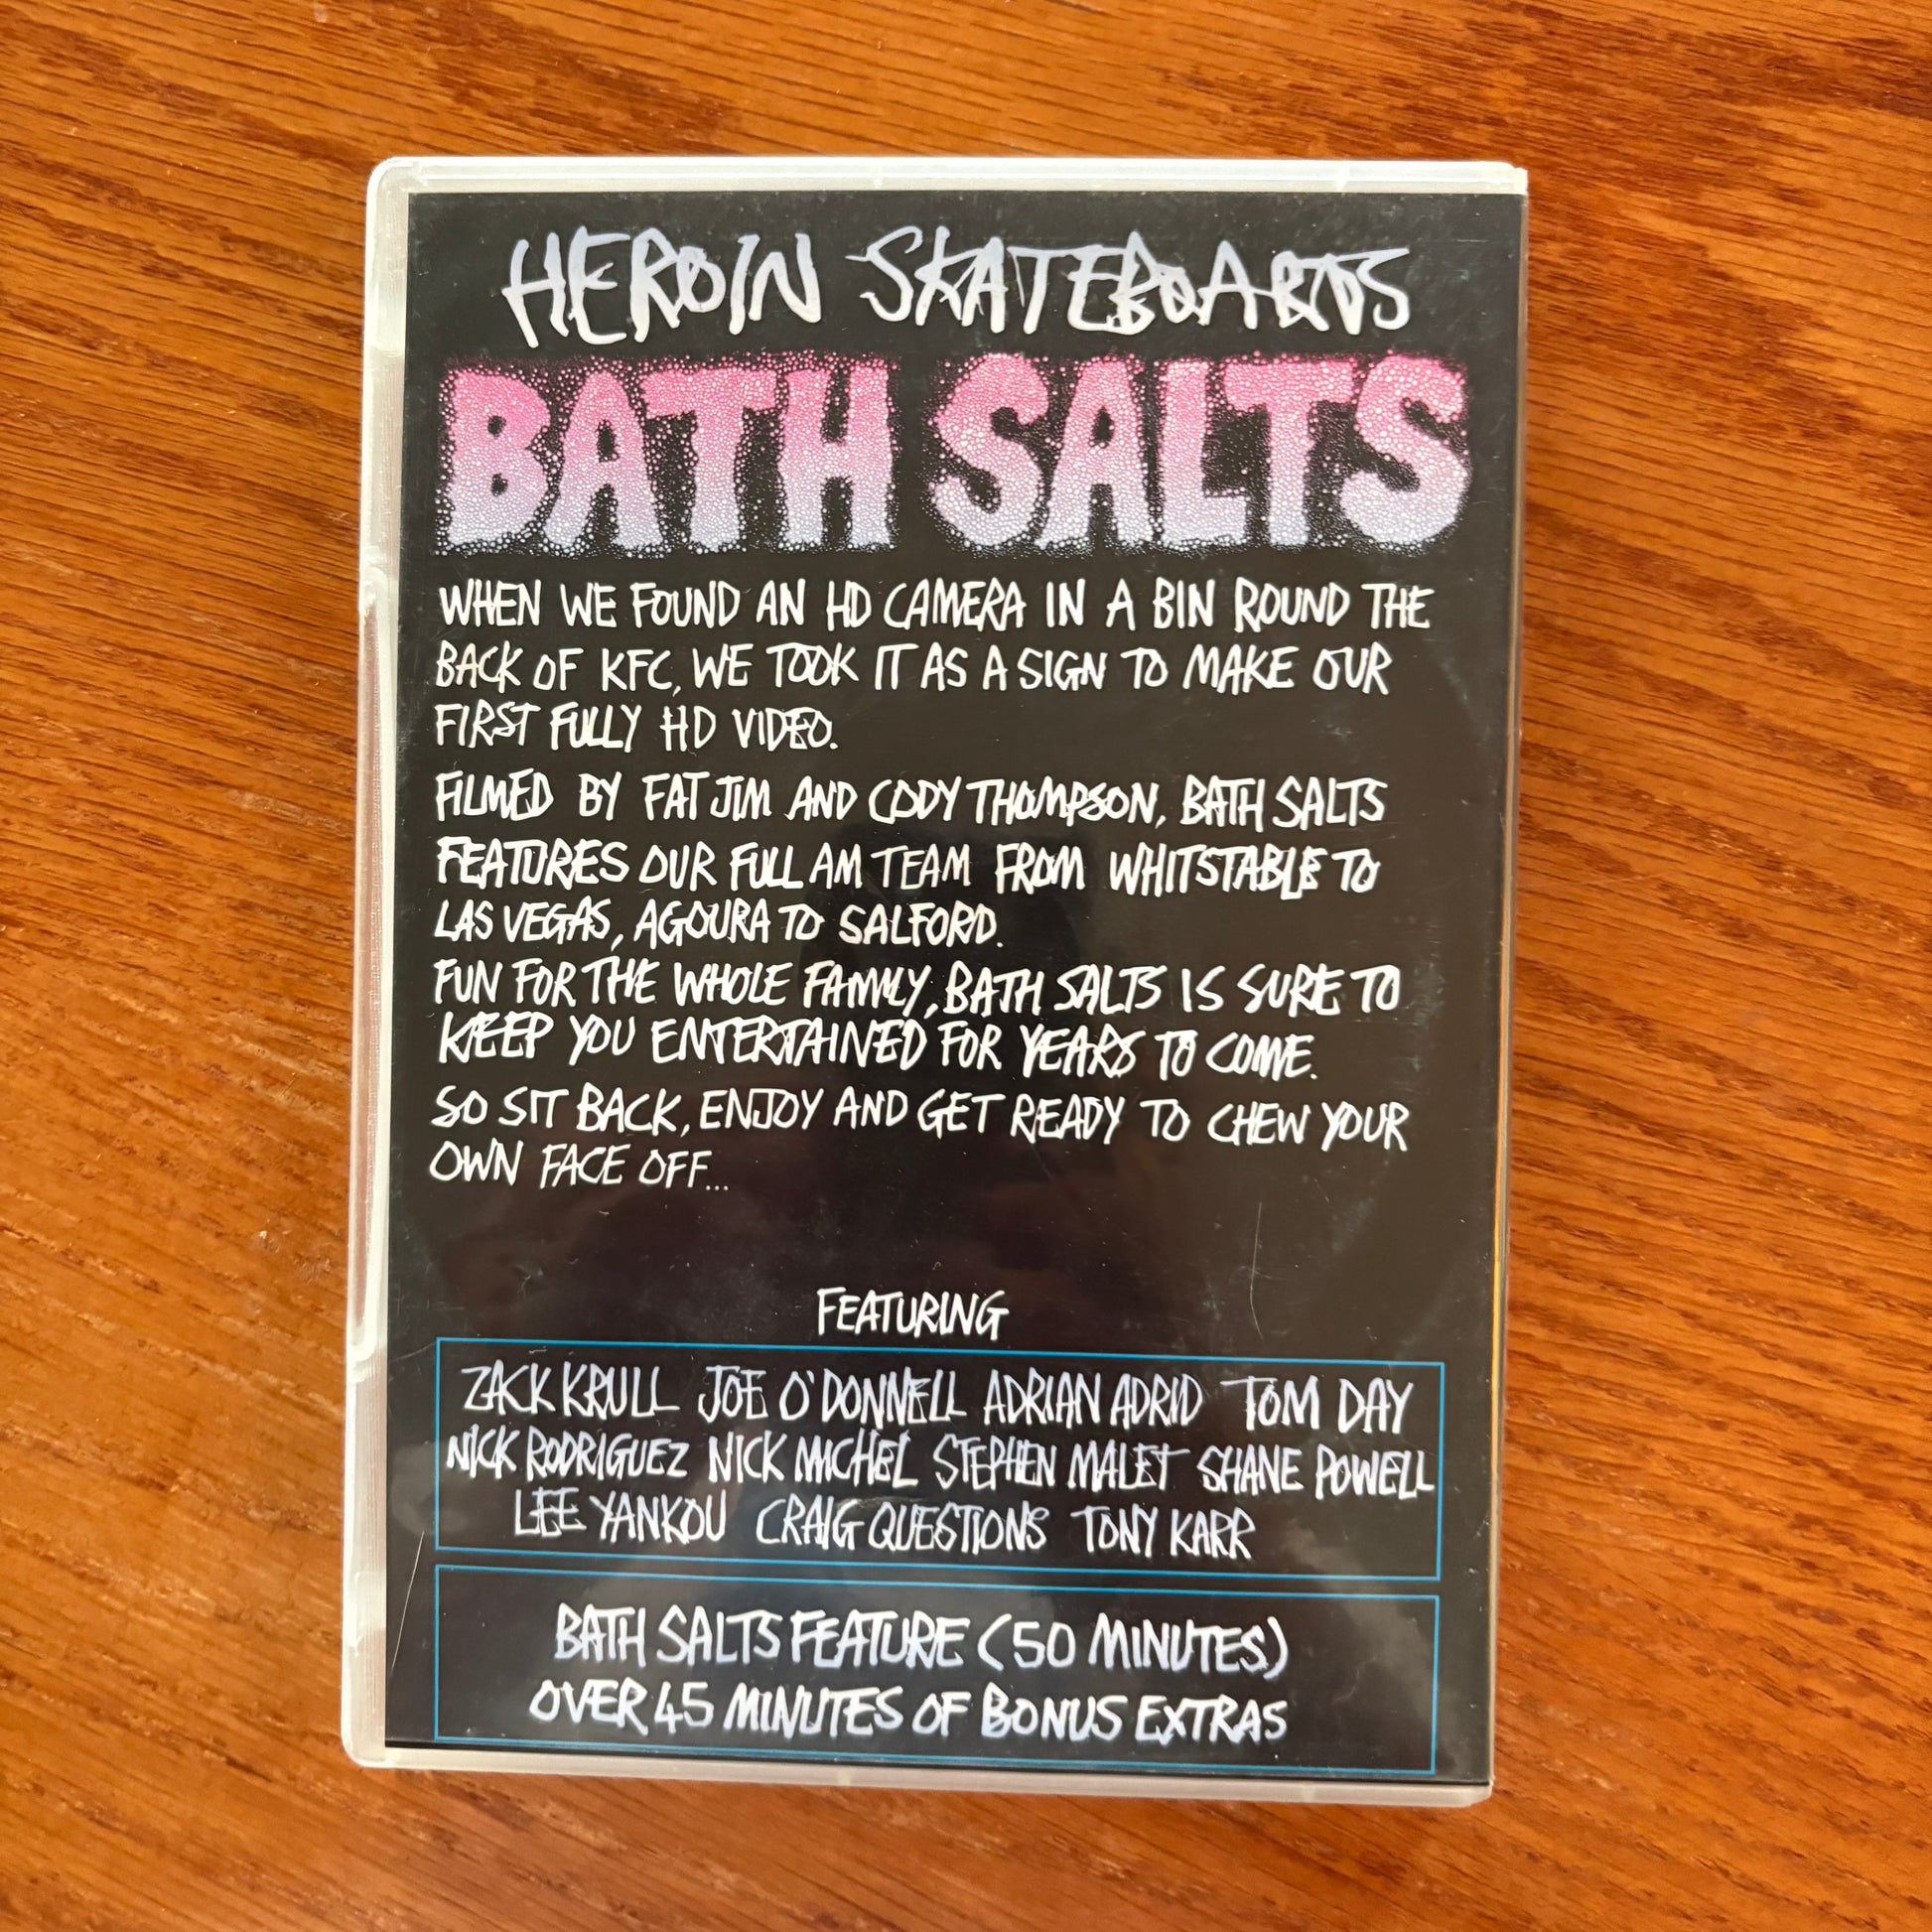 HEROIN SKATEBOARDS
BATH SALTS
WHEN WE FOUND AN HD CAMERA IN A BIN ROUND THE
BACK OF KFC, WE TOOK IT AS A SIGN TO MAKE OUR
FIRST FULLY HD VIDEO.
FILMED BY FAT JIM AND CODY THOMPSON, BATH SALTS
FEATURES OUR FULL AM TEAM FROM WHITSTABLE TO
LAS VEGAS, AGOURA TO SALFORD.
FUN FOR THE WHOLE FAMILY, BATH SALTS IS SURE TO
KEEP YOU ENTERTAINED FOR YEARS TO COME.
SO SIT BACK, ENJOY AND GET READY TO CHEW YOUR
OWN FACE OFF...
FEATURING
ZACK KRULL JOE O'DONNELL ADRIAN ADRID TOM DAY
NICK RODRIGUEZ NICK MICHEL STEPHEN MALET SHANE POWELL
LEE YANKOU CRAIG QUESTIONS TONY KARR
BATH SALTS FEATURE (50 MINUTES)
OVER 45 MINUTES OF BONUS EXTRAS